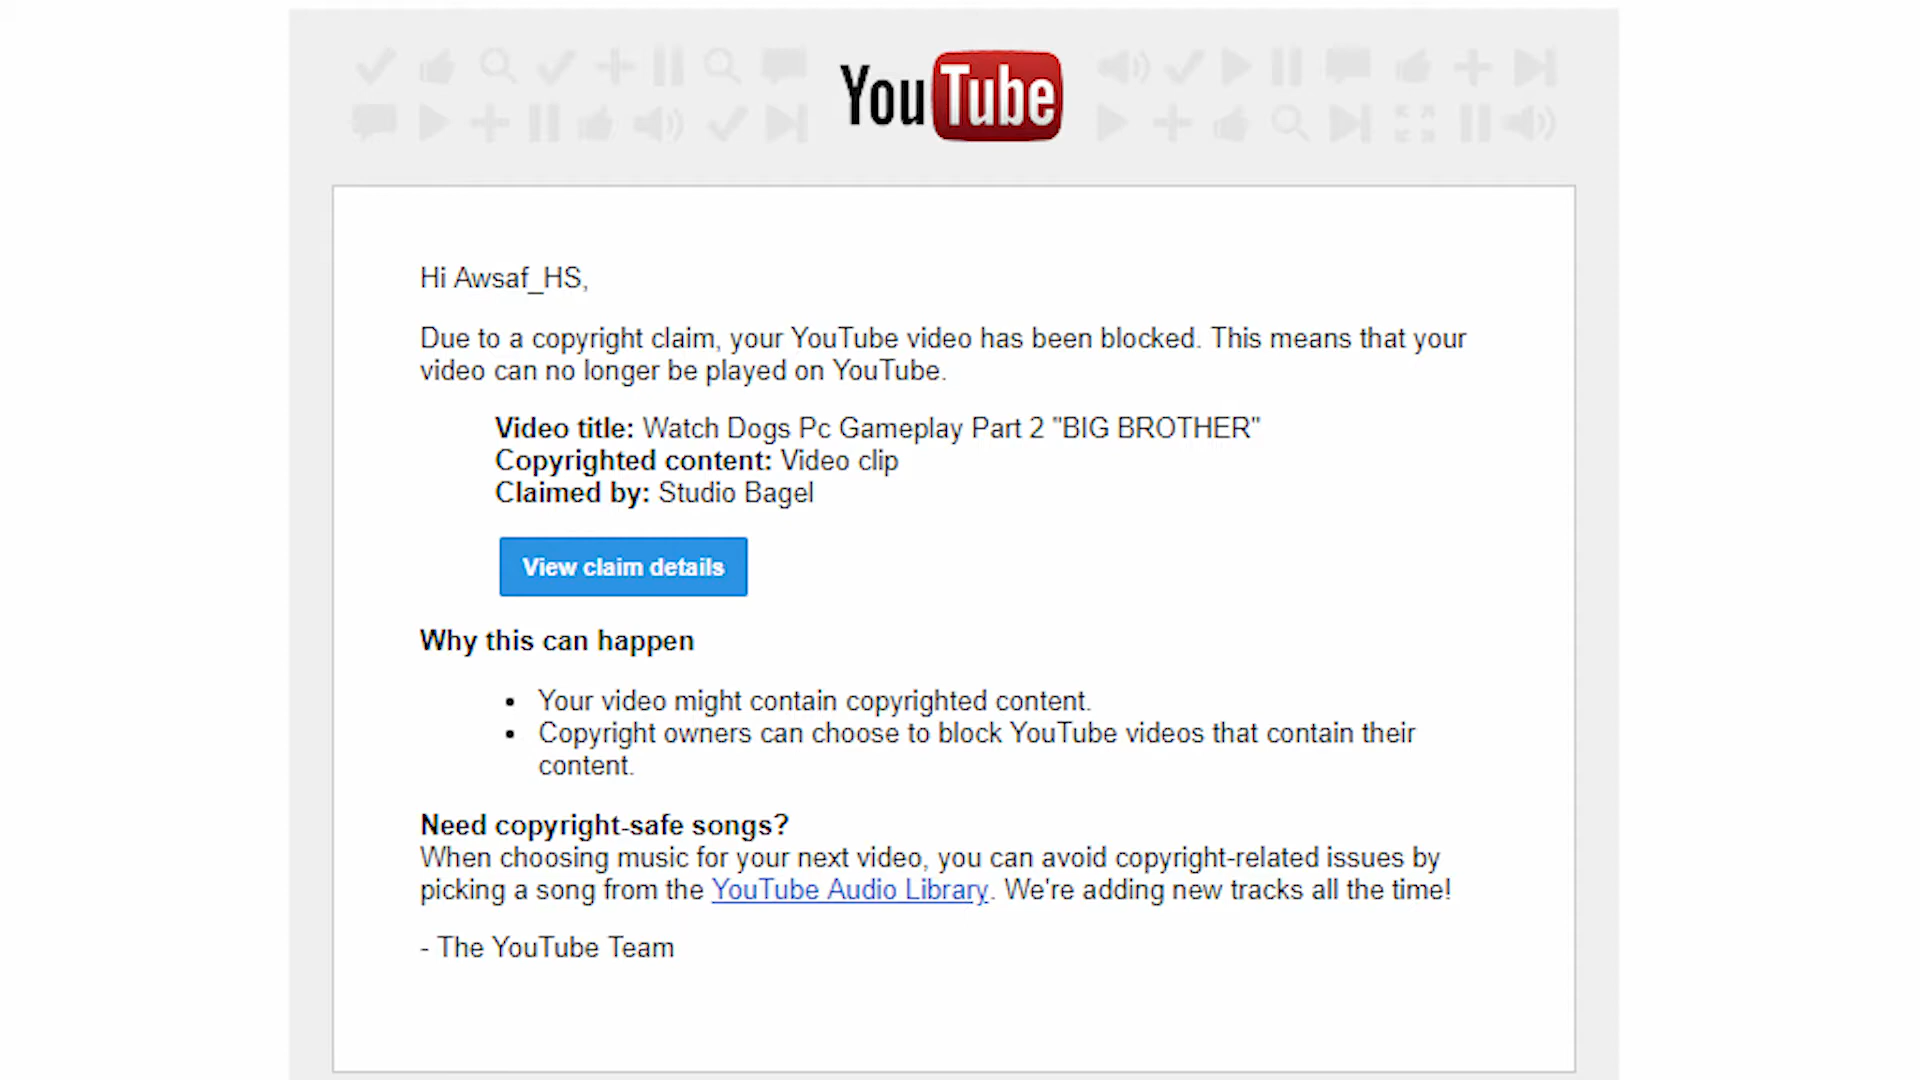 YouTube
Hi Awsaf_HS,
Due to a copyright claim, your YouTube video has been blocked. This means that your
video can no longer be played on YouTube.
Video title: Watch Dogs Pc Gameplay Part 2 "BIG BROTHER"
Copyrighted content: Video clip
Claimed by: Studio Bagel
View claim details
Why this can happen
• Your video might contain copyrighted content.
• Copyright owners can choose to block YouTube videos that contain their
content.
Need copyright-safe songs?
When choosing music for your next video, you can avoid copyright-related issues by
picking a song from the YouTube Audio Library. We're adding new tracks all the time!
- The YouTube Team